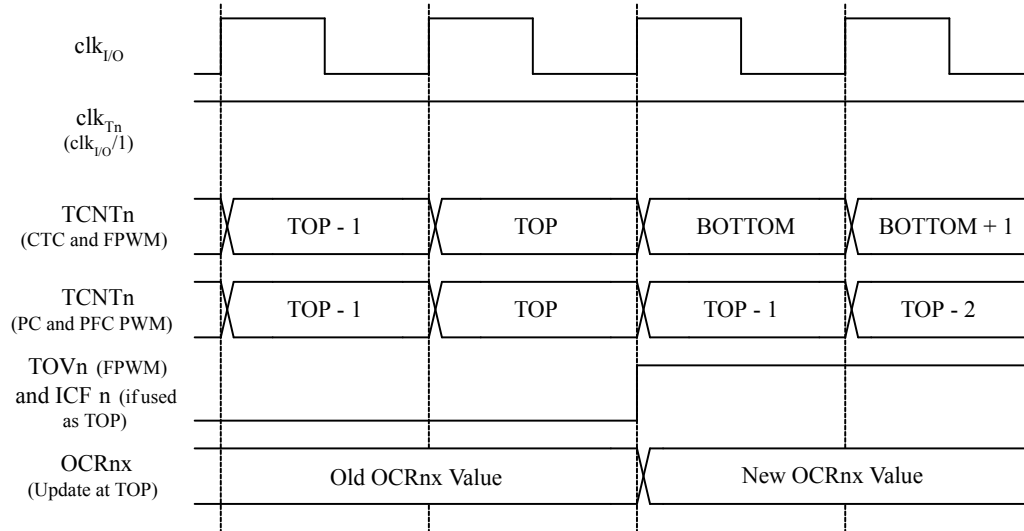 clkI/O
clkTn
(clkI/O/1)
TCNTn
(CTC and FPWM)
TOP - 1 TOP BOTTOM BOTTOM + 1
TCNTn
(PC and PFC PWM)
TOP - 1 TOP TOP - 1 TOP - 2
TOVn (FPWM)
and ICF n (if used
as TOP)
OCRnx
(Update at TOP)
Old OCRnx Value New OCRnx Value